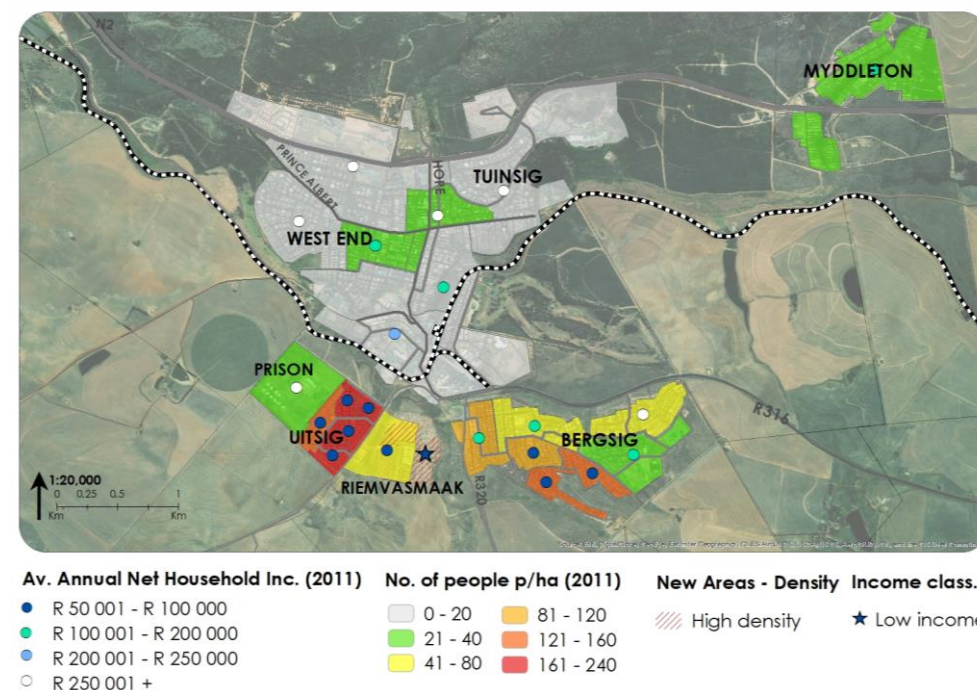 N2
MYDDLETON
PRINCE ALBERT
HOPE
TUINSIG
WEST END
PRISON
UITSIG
BERGSIG
R316
RIEMVASMAAK
R320
1:20,000
0 0.25 0.5 1
Km Km
Av. Annual Net Household Inc. (2011)
R 50 001 - R 100 000
R 100 001 - R 200 000
R 200 001 - R 250 000
R 250 001 +
No. of people p/ha (2011)
0 - 20
21 - 40
41 - 80
81 - 120
121 - 160
161 - 240
New Areas - Density
High density
Income class.
Low income